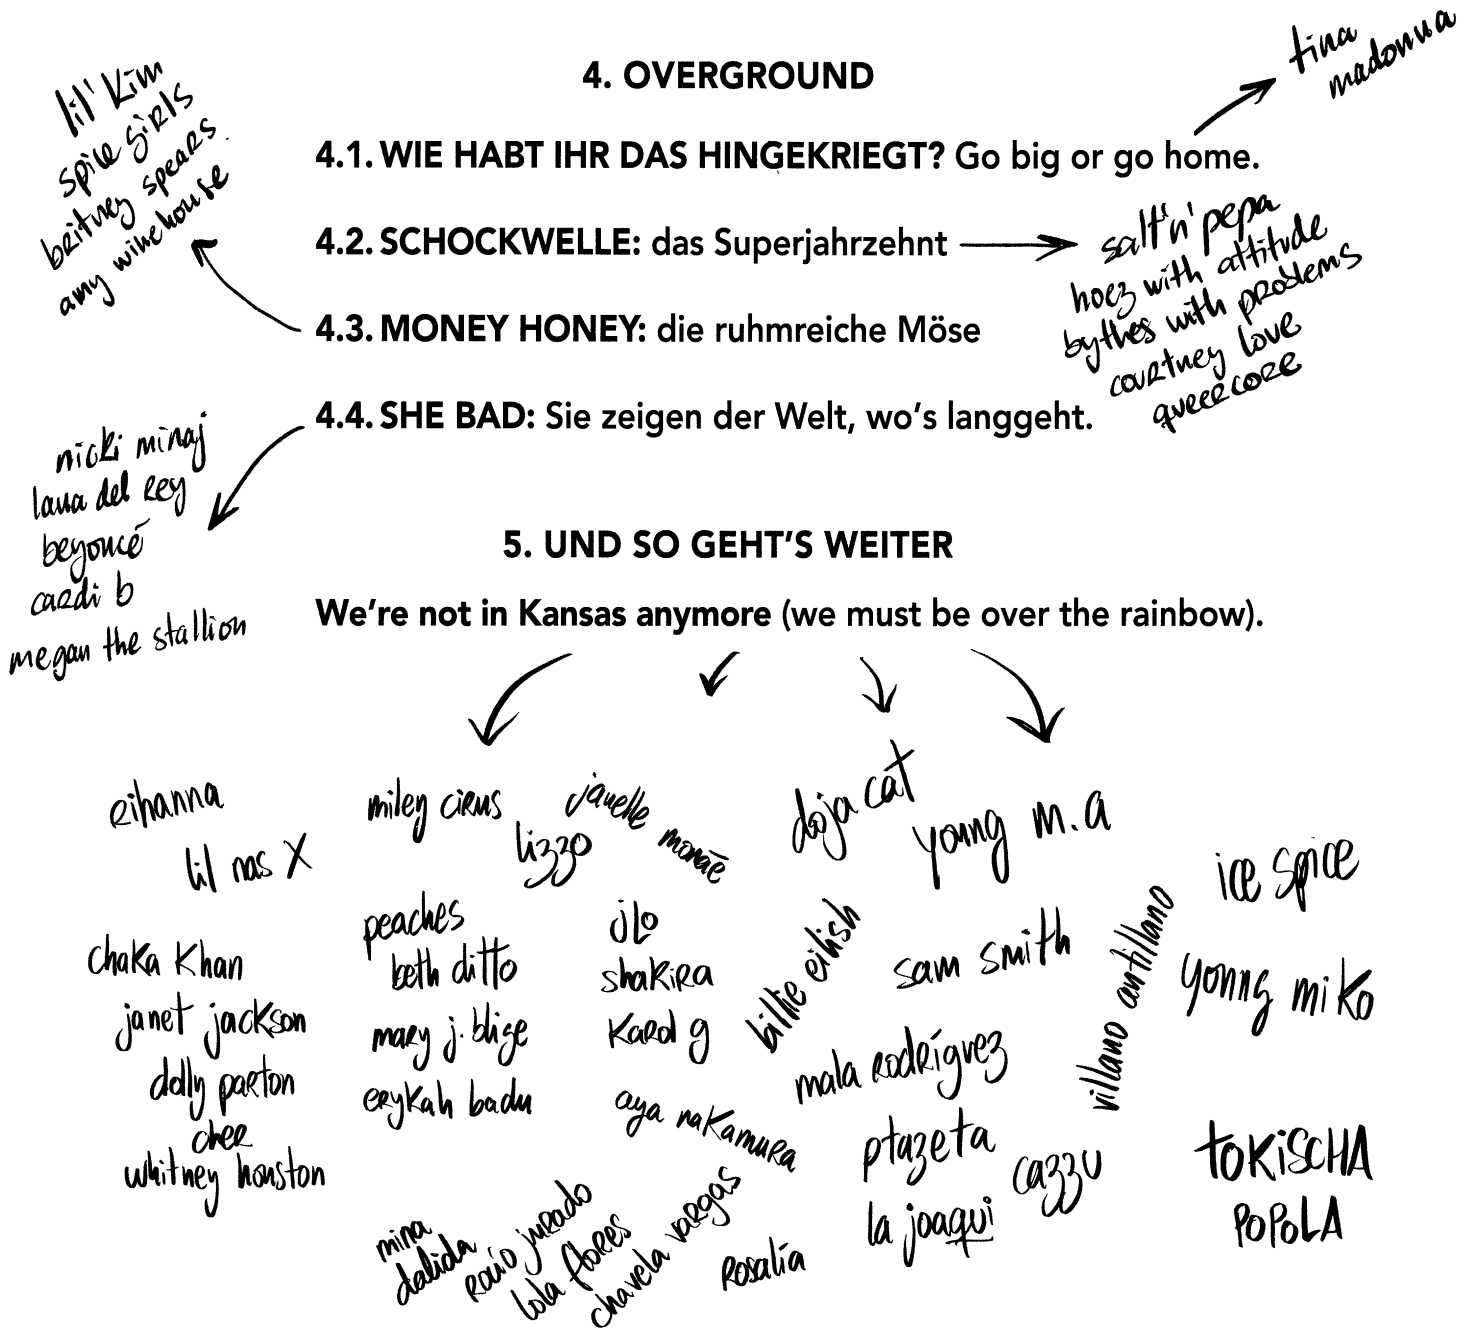 tina
madonna
4. OVERGROUND
lil' kim
spice girls
britney spears
amy winehouse
4.1. WIE HABT IHR DAS HINGEKRIEGT? Go big or go home.
4.2. SCHOCKWELLE: das Superjahrzehnt
salt'n'pepa
hoez with attitude
bythes with problems
courtney love
queercore
4.3. MONEY HONEY: die ruhmreiche Möse
4.4. SHE BAD: Sie zeigen der Welt, wo's langgeht.
nicki minaj
lana del rey
beyoncé
cardi b
megan the stallion
5. UND SO GEHT'S WEITER
We're not in Kansas anymore (we must be over the rainbow).
rihanna
lil nas X
miley cirus
lizzo
janelle monáe
doja cat
young m.a
ice spice
chaka khan
janet jackson
dolly parton
cher
whitney houston
peaches
beth ditto
mary j. blige
erykah badu
jlo
shakira
karol g
aya nakamura
billie eilish
sam smith
villano antillano
young miko
mala rodríguez
ptazeta
cazzu
la joaqui
tokischa
popola
mina
dalida
rocío jurado
lola flores
chavela vargas
rosalía